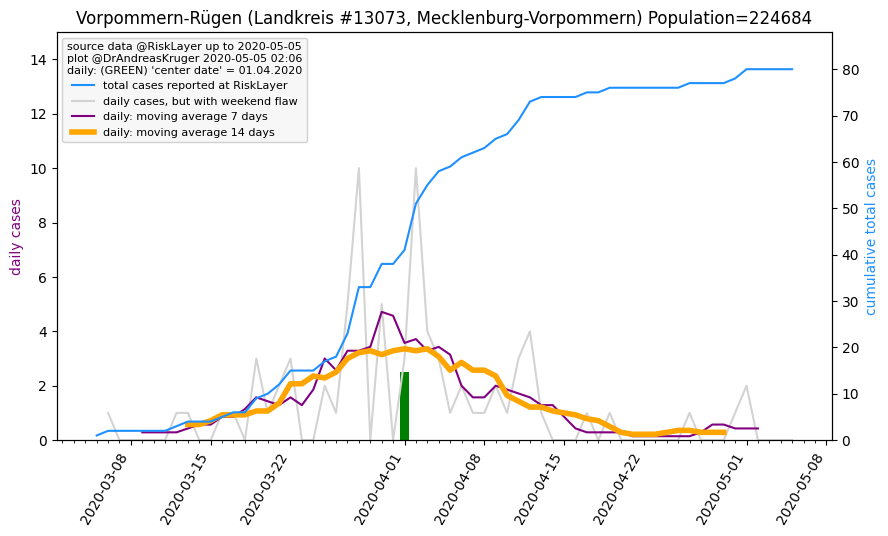 Vorpommern-Rügen (Landkreis #13073, Mecklenburg-Vorpommern) Population=224684
source data @RiskLayer up to 2020-05-05
plot @DrAndreasKruger 2020-05-05 02:06
daily: (GREEN) 'center date' = 01.04.2020
total cases reported at RiskLayer
daily cases, but with weekend flaw
daily: moving average 7 days
daily: moving average 14 days
daily cases
14
12
10
8
6
4
2
0
80
70
60
50
40
30
20
10
0
cumulative total cases
2020-03-08
2020-03-15
2020-03-22
2020-04-01
2020-04-08
2020-04-15
2020-04-22
2020-05-01
2020-05-08